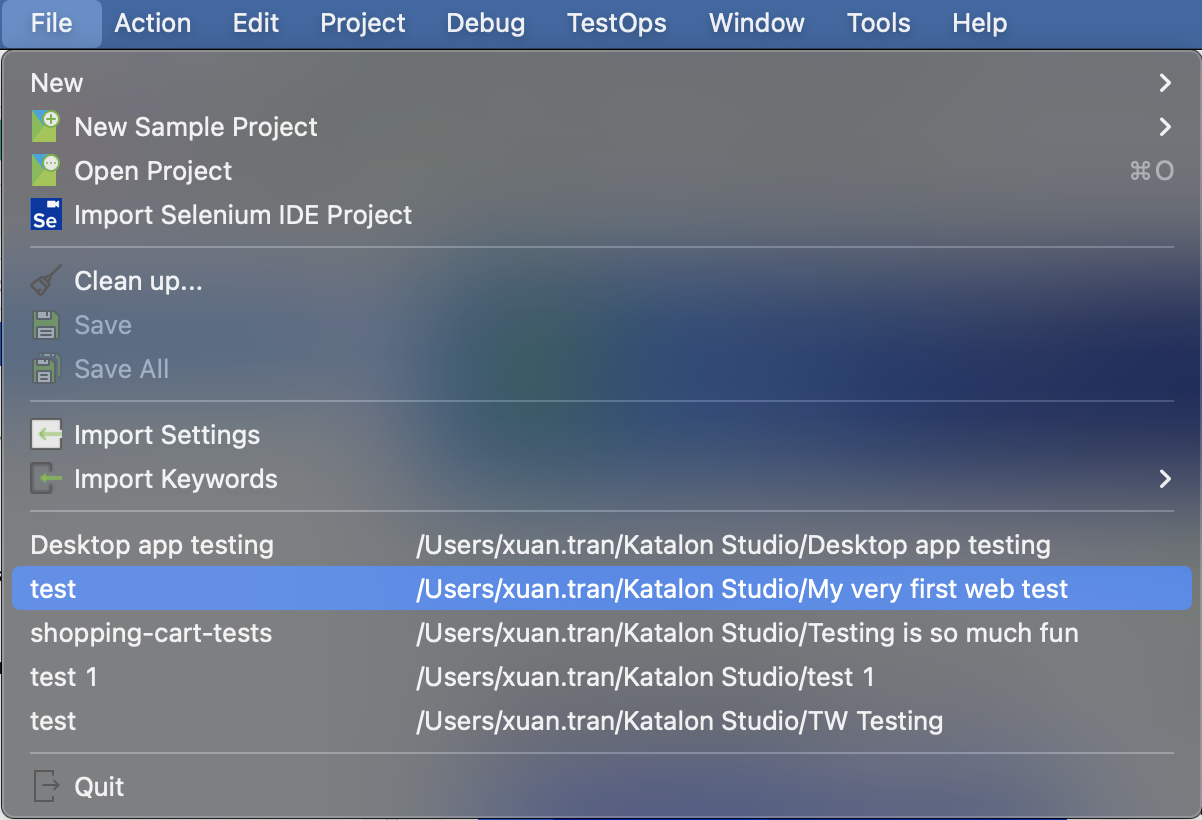 File Action Edit Project Debug TestOps Window Tools Help
New
New Sample Project
Open Project ⌘O
Se Import Selenium IDE Project
Clean up...
Save
Save All
Import Settings
Import Keywords
Desktop app testing /Users/xuan.tran/Katalon Studio/Desktop app testing
test /Users/xuan.tran/Katalon Studio/My very first web test
shopping-cart-tests /Users/xuan.tran/Katalon Studio/Testing is so much fun
test 1 /Users/xuan.tran/Katalon Studio/test 1
test /Users/xuan.tran/Katalon Studio/TW Testing
Quit